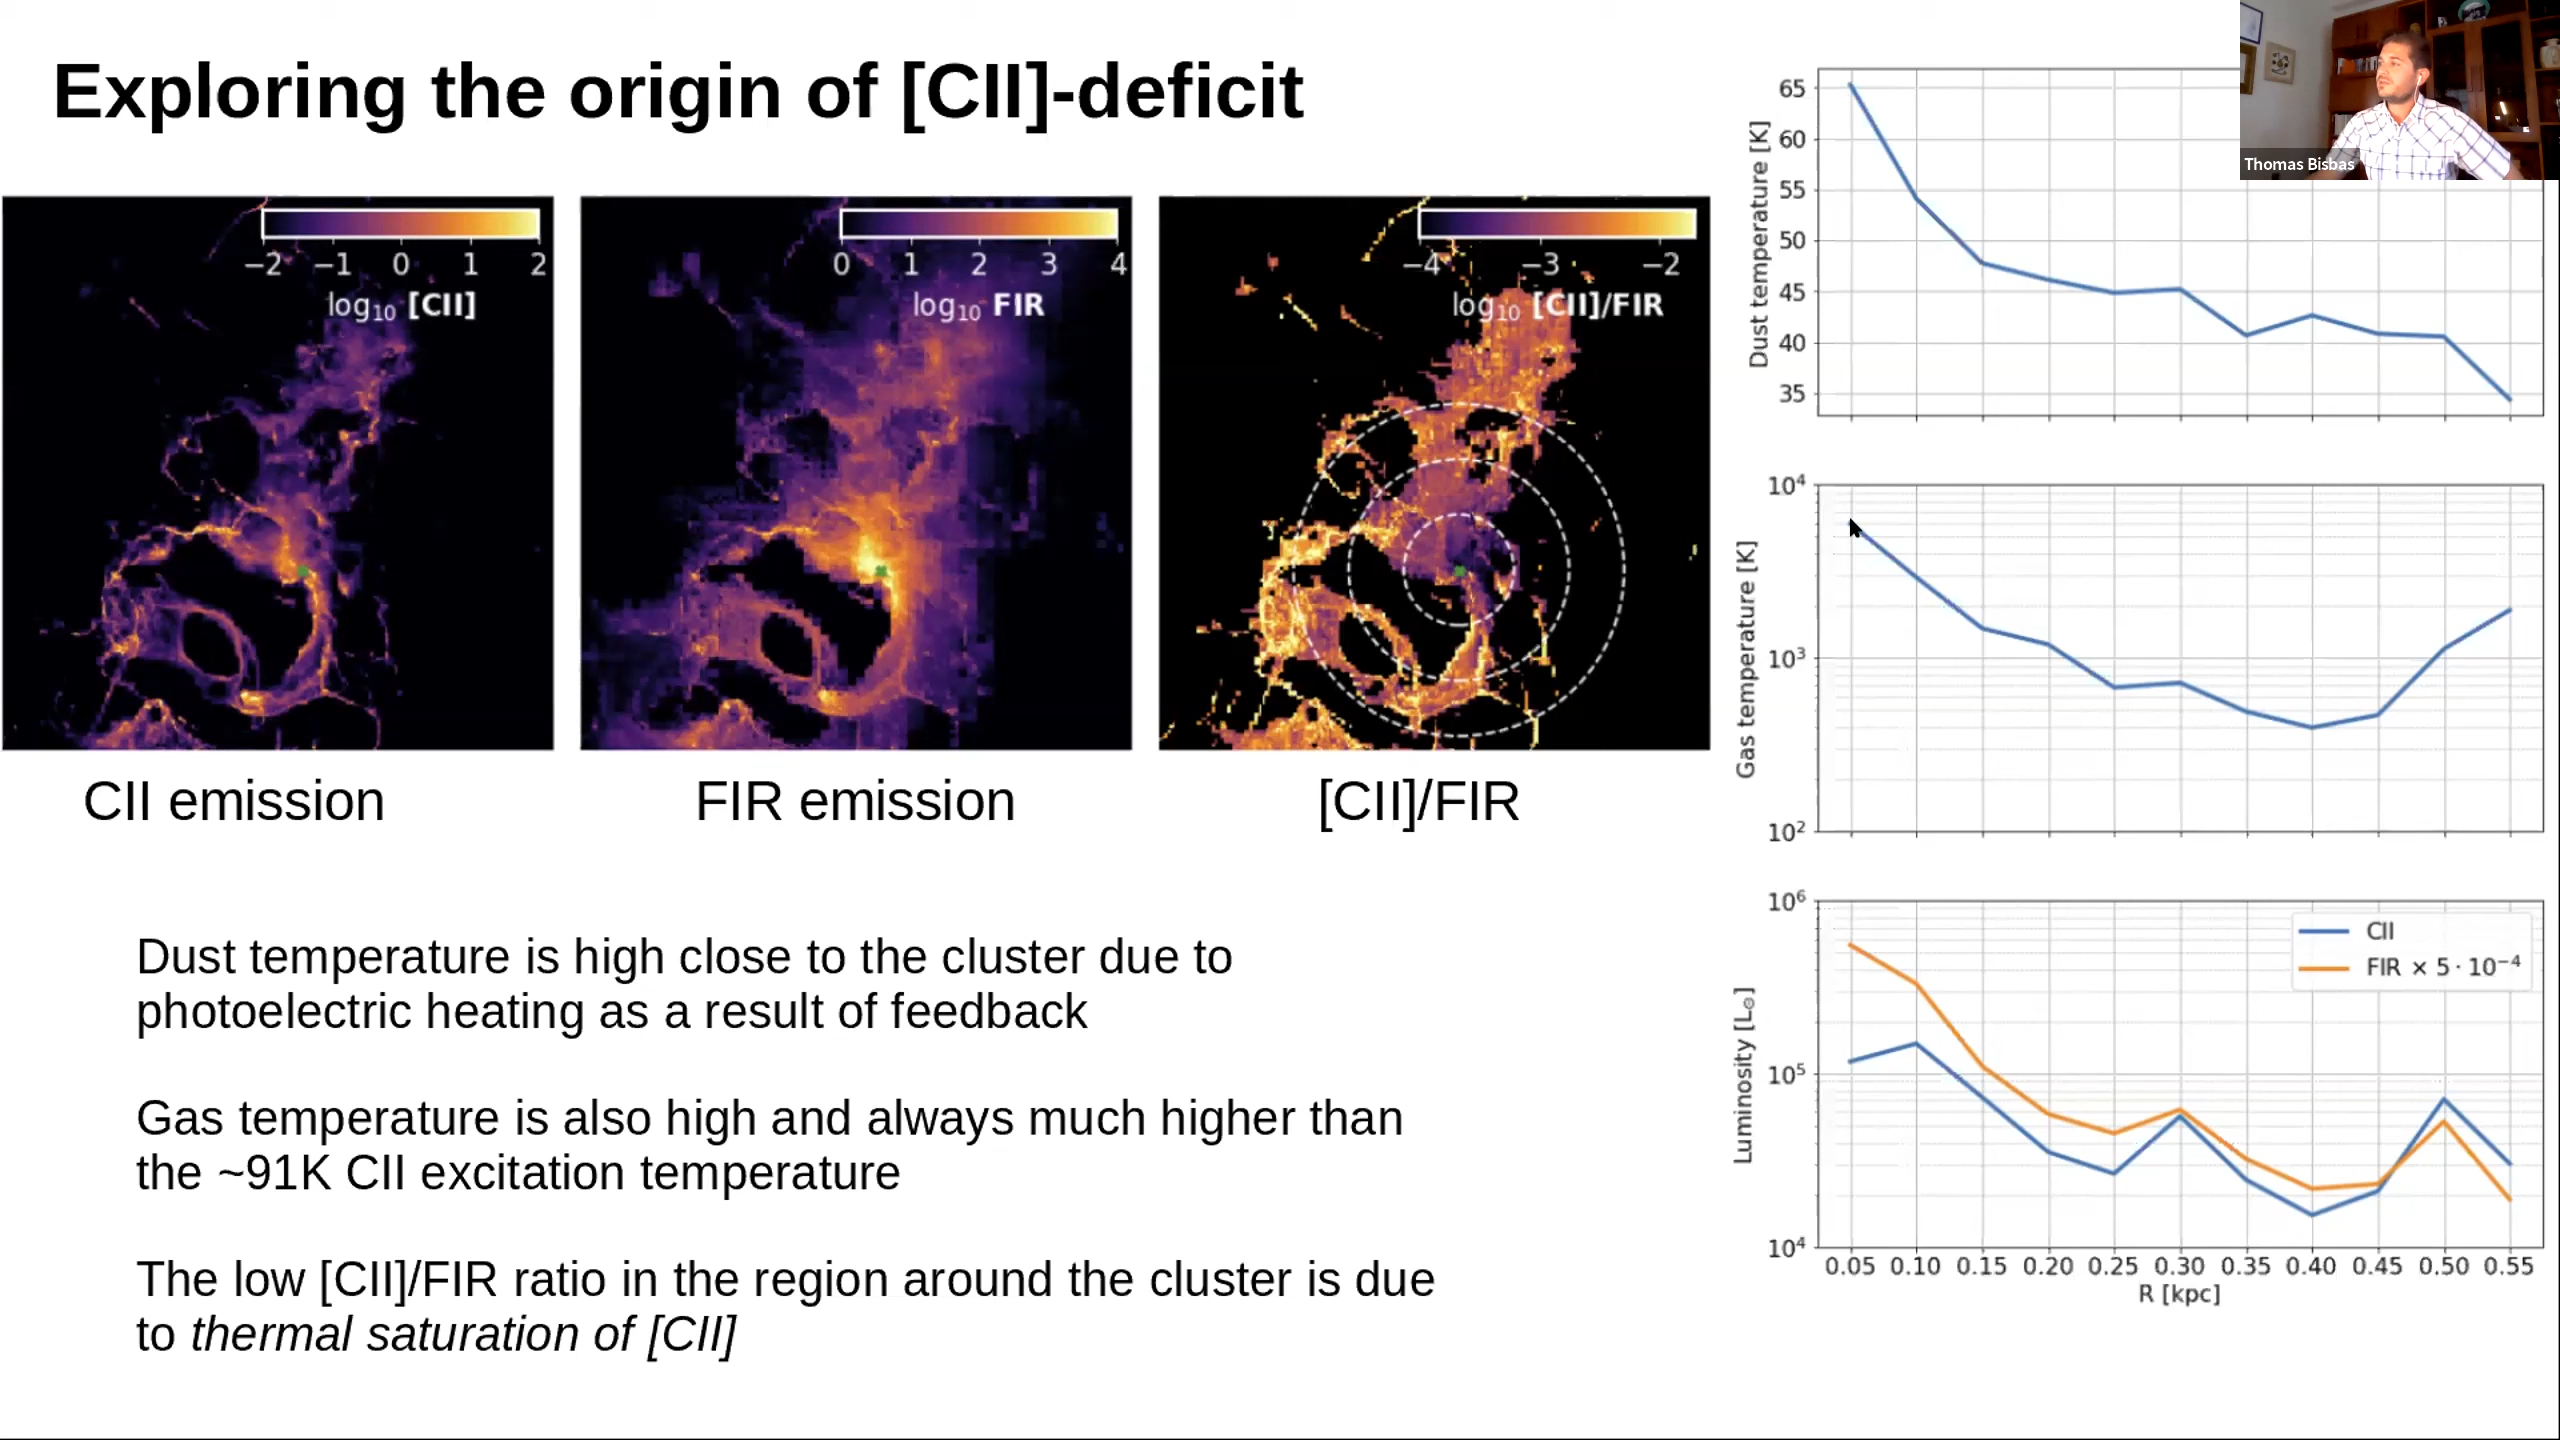 Exploring the origin of [CII]-deficit
Thomas Bisbas
−2 −1 0 1 2
log₁₀ [CII]
0 1 2 3 4
log₁₀ FIR
−4 −3 −2
log₁₀ [CII]/FIR
CII emission
FIR emission
[CII]/FIR
Dust temperature is high close to the cluster due to
photoelectric heating as a result of feedback
Gas temperature is also high and always much higher than
the ~91K CII excitation temperature
The low [CII]/FIR ratio in the region around the cluster is due
to thermal saturation of [CII]
Dust temperature [K]
65
60
55
50
45
40
35
Gas temperature [K]
10⁴
10³
10²
Luminosity [L⊙]
10⁶
10⁵
10⁴
CII
FIR × 5 · 10⁻⁴
0.05 0.10 0.15 0.20 0.25 0.30 0.35 0.40 0.45 0.50 0.55
R [kpc]